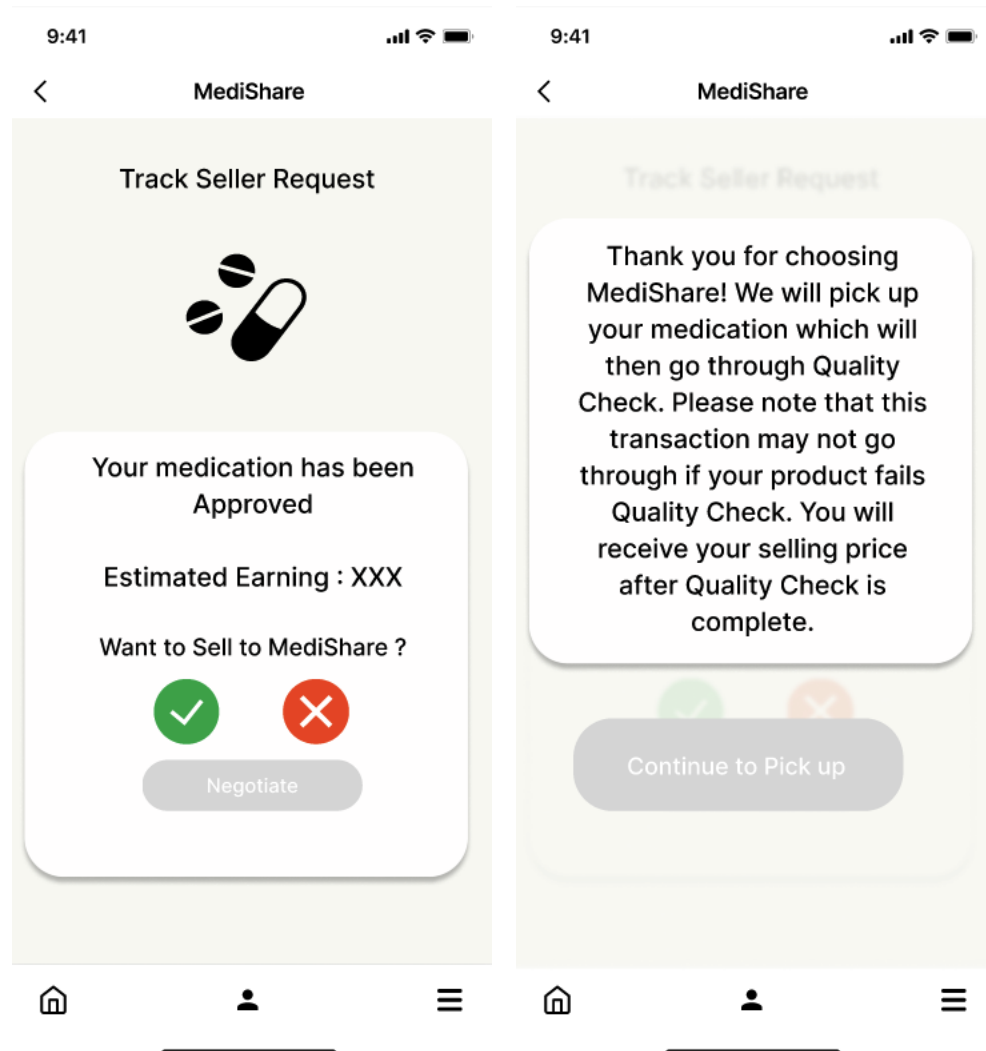 9:41
MediShare
Track Seller Request
Your medication has been
Approved
Estimated Earning : XXX
Want to Sell to MediShare ?
Negotiate
9:41
MediShare
Track Seller Request
Thank you for choosing
MediShare! We will pick up
your medication which will
then go through Quality
Check. Please note that this
transaction may not go
through if your product fails
Quality Check. You will
receive your selling price
after Quality Check is
complete.
Continue to Pick up